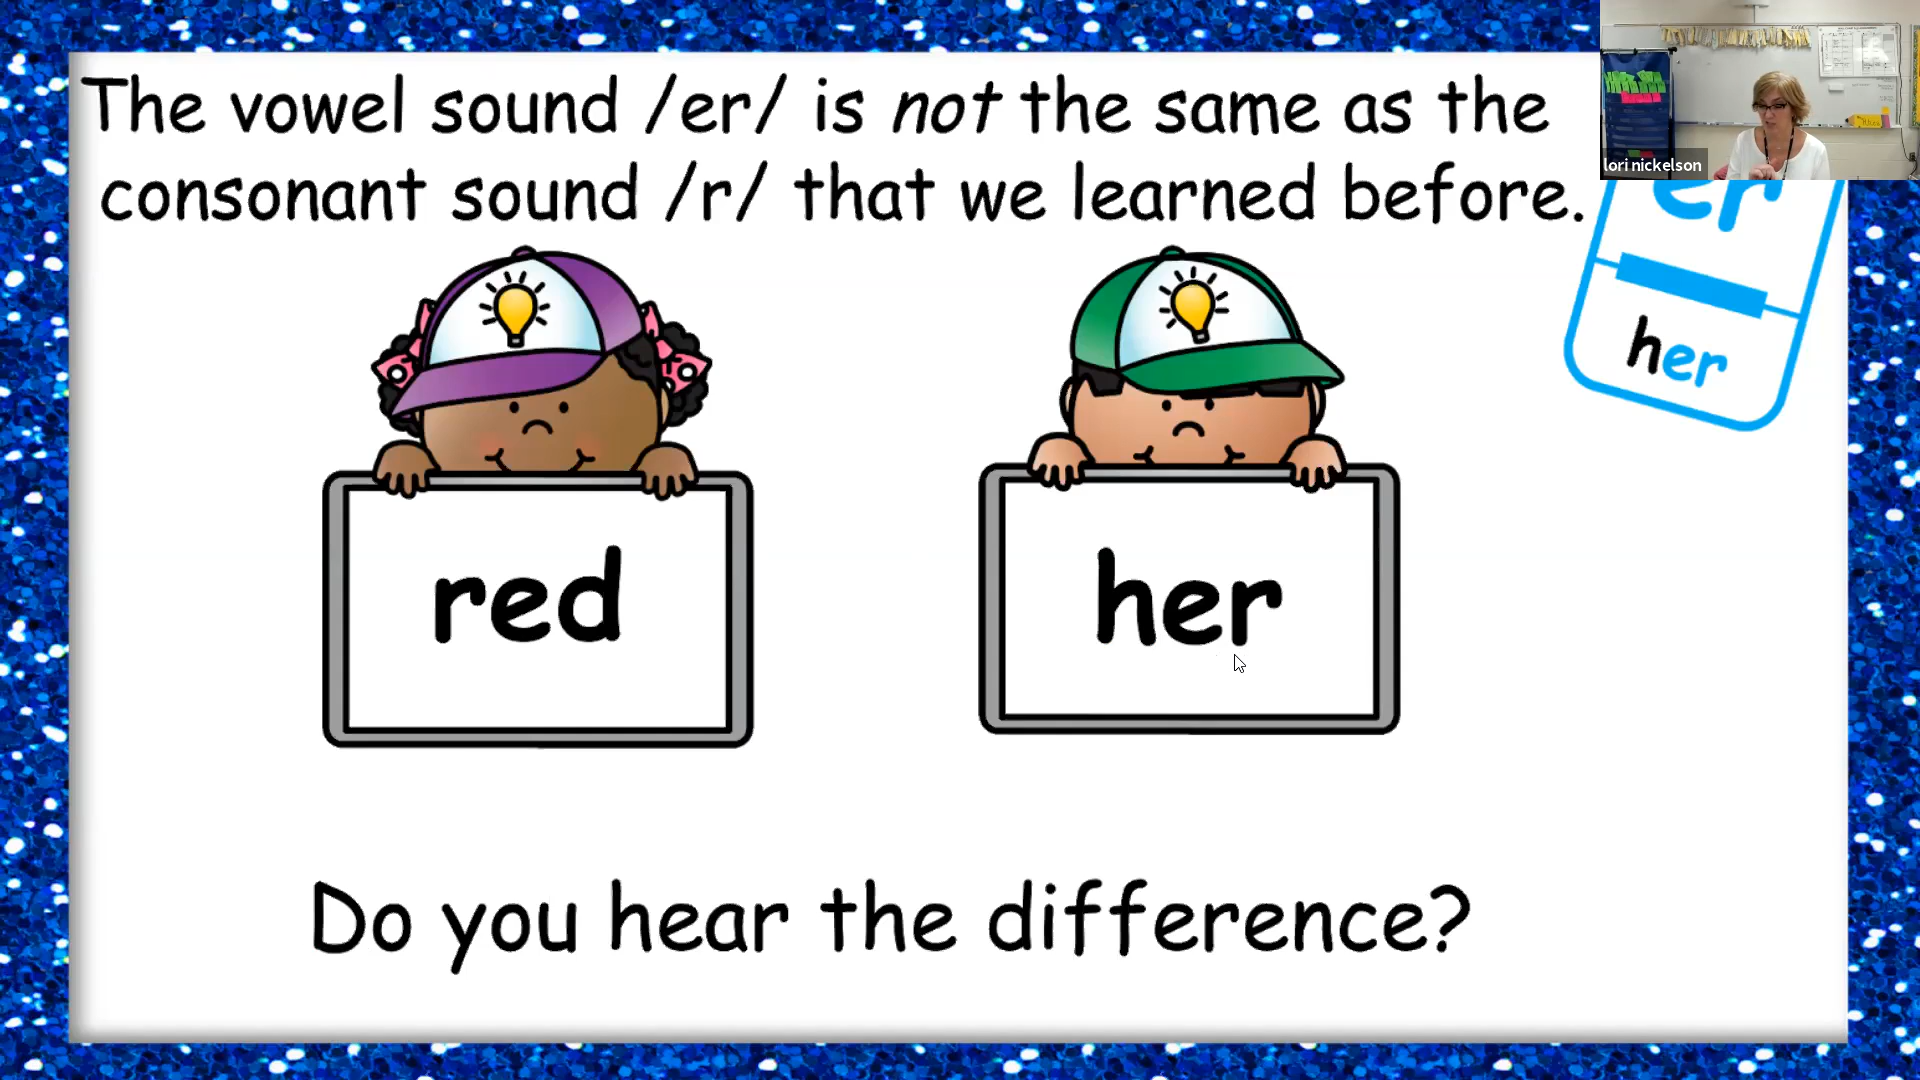 The vowel sound /er/ is not the same as the
consonant sound /r/ that we learned before.
lori nickelson
er
her
red
her
Do you hear the difference?